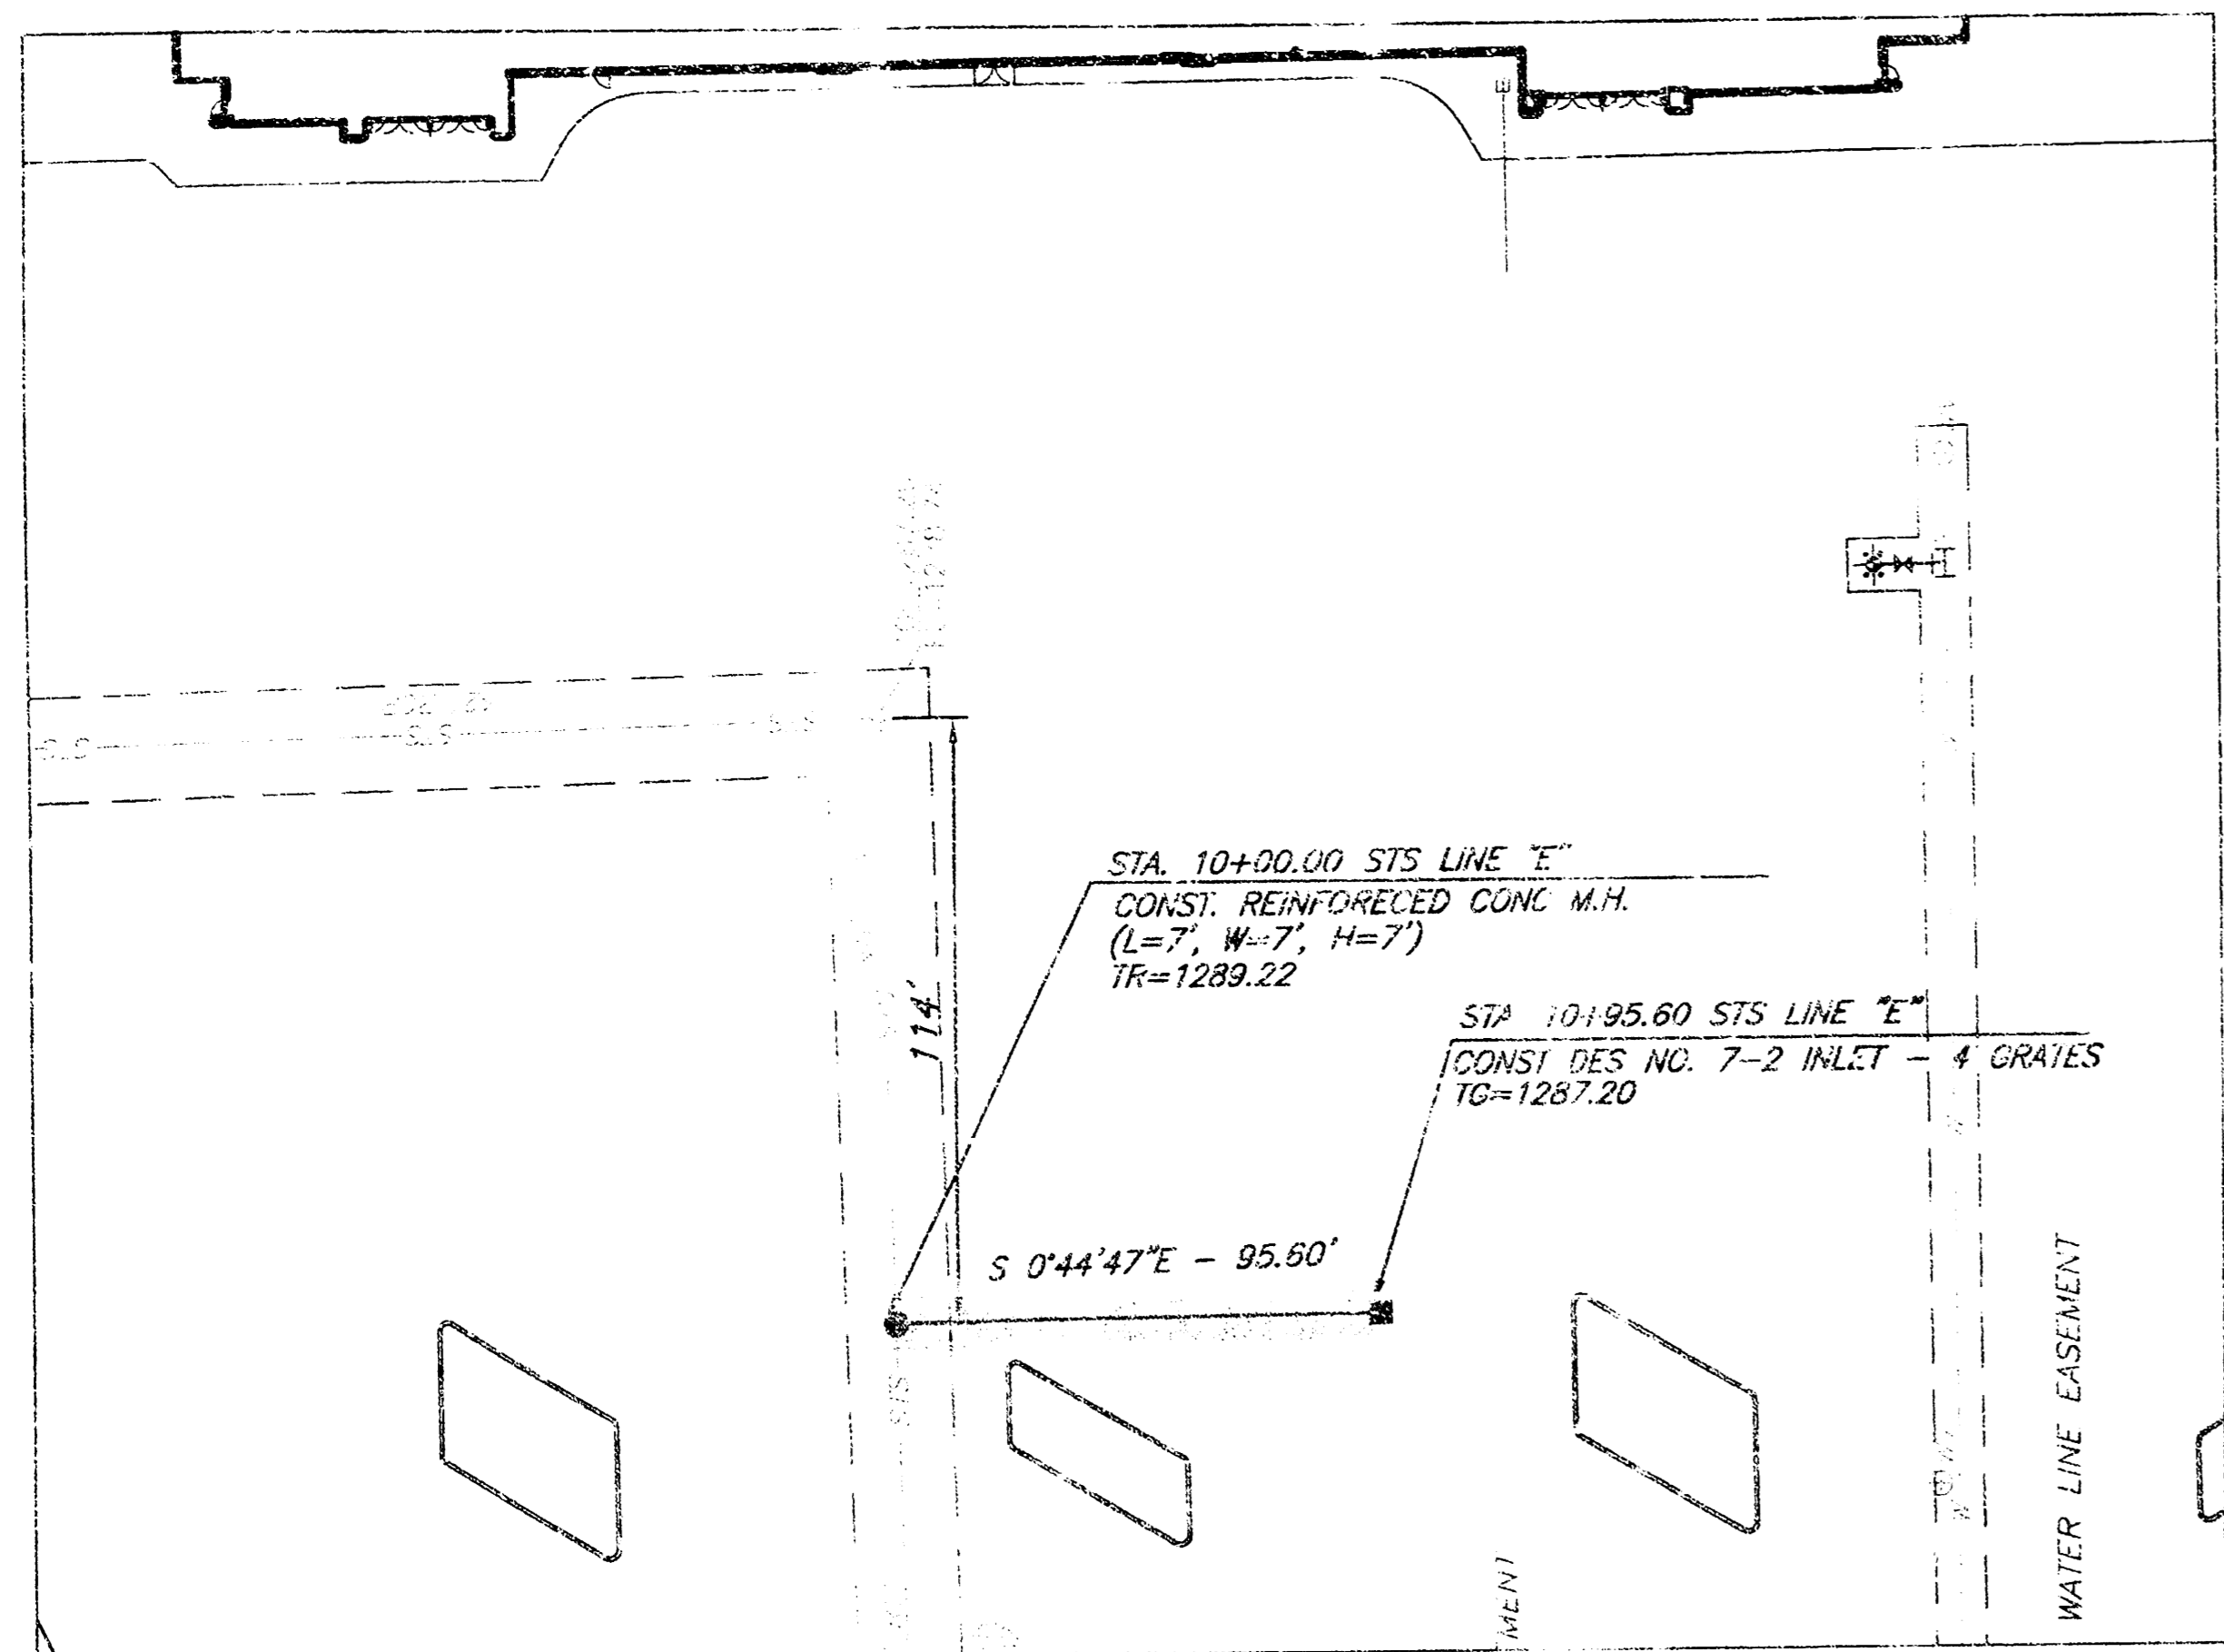 STA. 10+00.00 STS LINE "E"
CONST. REINFORECED CONC M.H.
(L=7', W=7', H=7')
TR=1289.22
114'
STA 10+95.60 STS LINE "E"
CONST DES NO. 7-2 INLET - 4 GRATES
TG=1287.20
S 0°44'47"E - 95.60'
STS
MENT
WATER LINE EASEMENT